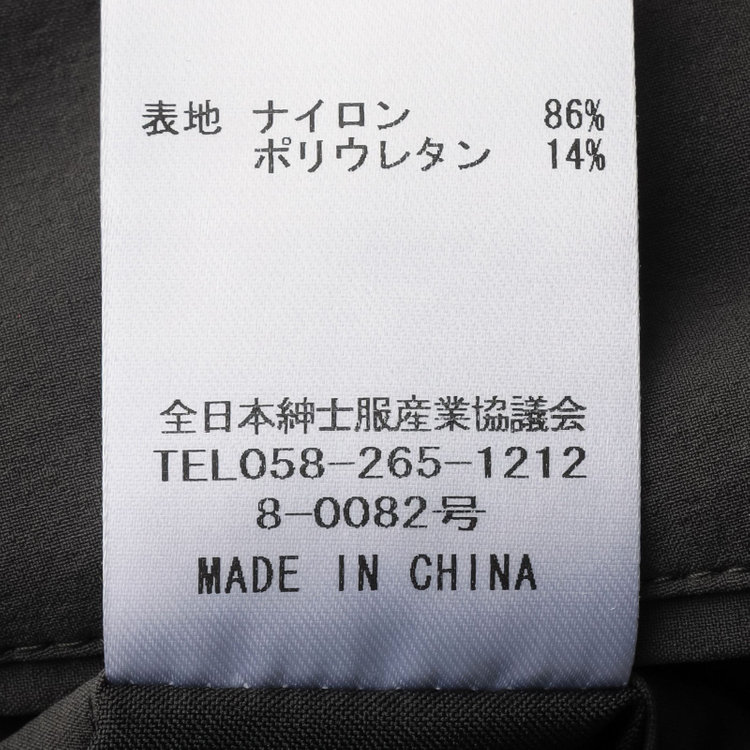 表地 ナイロン 86%
ポリウレタン 14%
全日本紳士服産業協議会
TEL058-265-1212
8-0082号
MADE IN CHINA